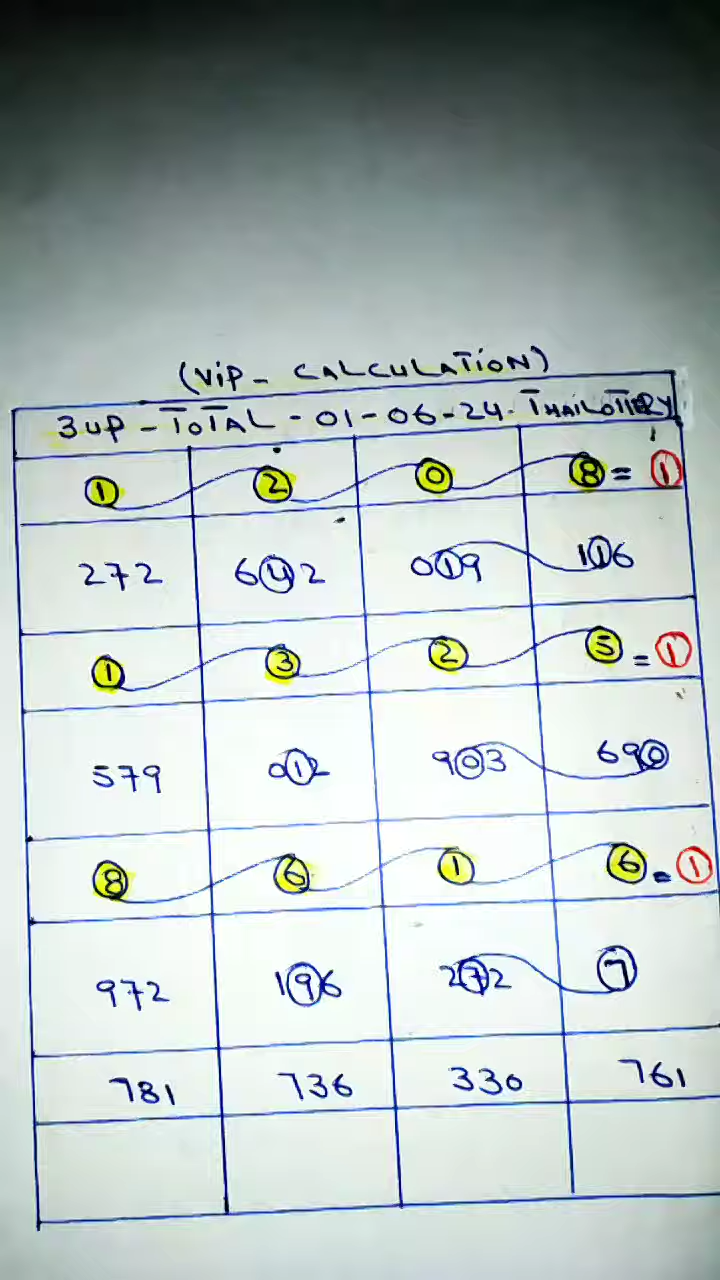 (ViP - CALCULATION)
3UP - TOTAL - 01-06-24. THAILOTTERY
1 2 0 8 = 1
272 642 019 116
1 3 2 5 = 1
579 012 903 690
8 6 1 6 = 1
972 196 272 7
781 736 330 761